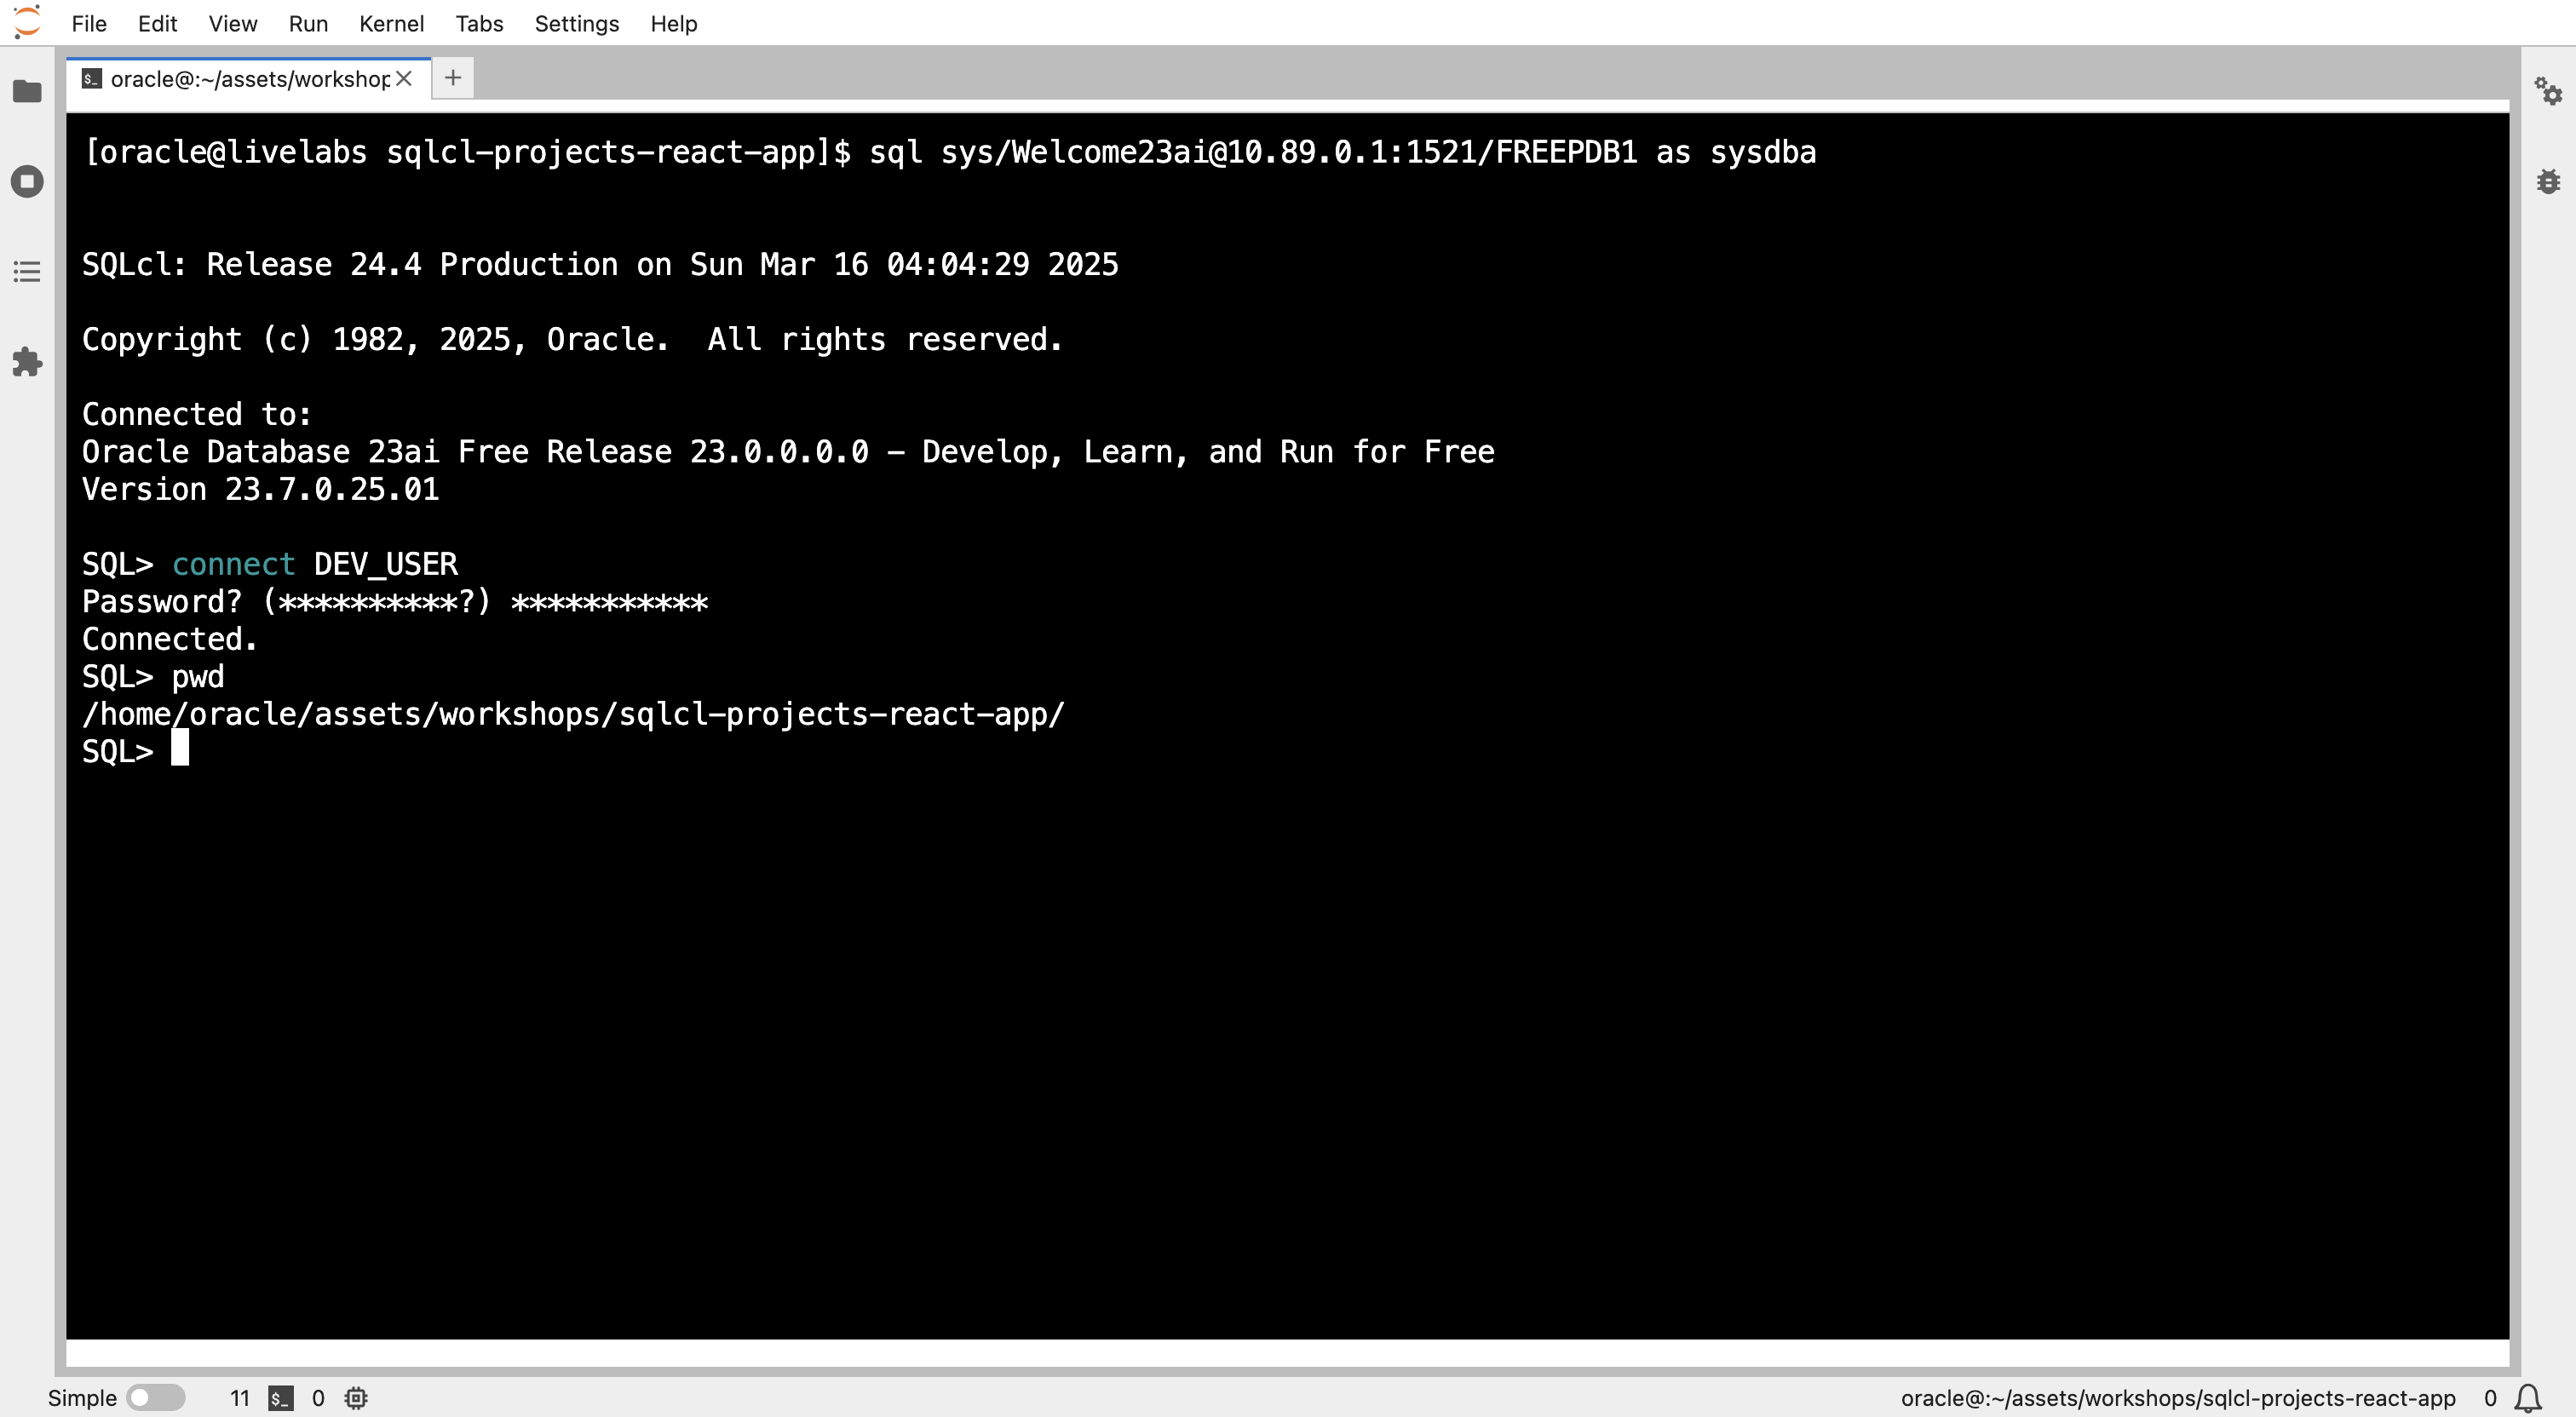 File Edit View Run Kernel Tabs Settings Help
oracle@:~/assets/workshop
[oracle@livelabs sqlcl-projects-react-app]$ sql sys/Welcome23ai@10.89.0.1:1521/FREEPDB1 as sysdba
SQLcl: Release 24.4 Production on Sun Mar 16 04:04:29 2025
Copyright (c) 1982, 2025, Oracle.  All rights reserved.
Connected to:
Oracle Database 23ai Free Release 23.0.0.0.0 - Develop, Learn, and Run for Free
Version 23.7.0.25.01
SQL> connect DEV_USER
Password? (**********?) ***********
Connected.
SQL> pwd
/home/oracle/assets/workshops/sqlcl-projects-react-app/
SQL>
Simple 11 $_ 0 oracle@:~/assets/workshops/sqlcl-projects-react-app 0